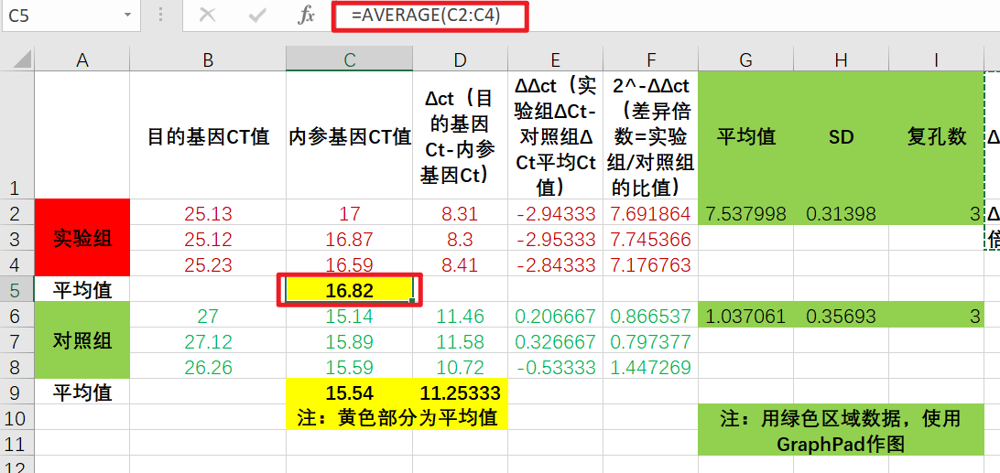 C5 fx =AVERAGE(C2:C4)
A B C D E F G H I
1 目的基因CT值 内参基因CT值 Δct（目的基因Ct-内参基因Ct） ΔΔct（实验组ΔCt-对照组ΔCt平均Ct值） 2^-ΔΔct（差异倍数=实验组/对照组的比值） 平均值 SD 复孔数 Δ
2 25.13 17 8.31 -2.94333 7.691864 7.537998 0.31398 3 Δ
3 实验组 25.12 16.87 8.3 -2.95333 7.745366 倍
4 25.23 16.59 8.41 -2.84333 7.176763
5 平均值 16.82
6 27 15.14 11.46 0.206667 0.866537 1.037061 0.35693 3
7 对照组 27.12 15.89 11.58 0.326667 0.797377
8 26.26 15.59 10.72 -0.53333 1.447269
9 平均值 15.54 11.25333
10 注：黄色部分为平均值 注：用绿色区域数据，使用
11 GraphPad作图
12